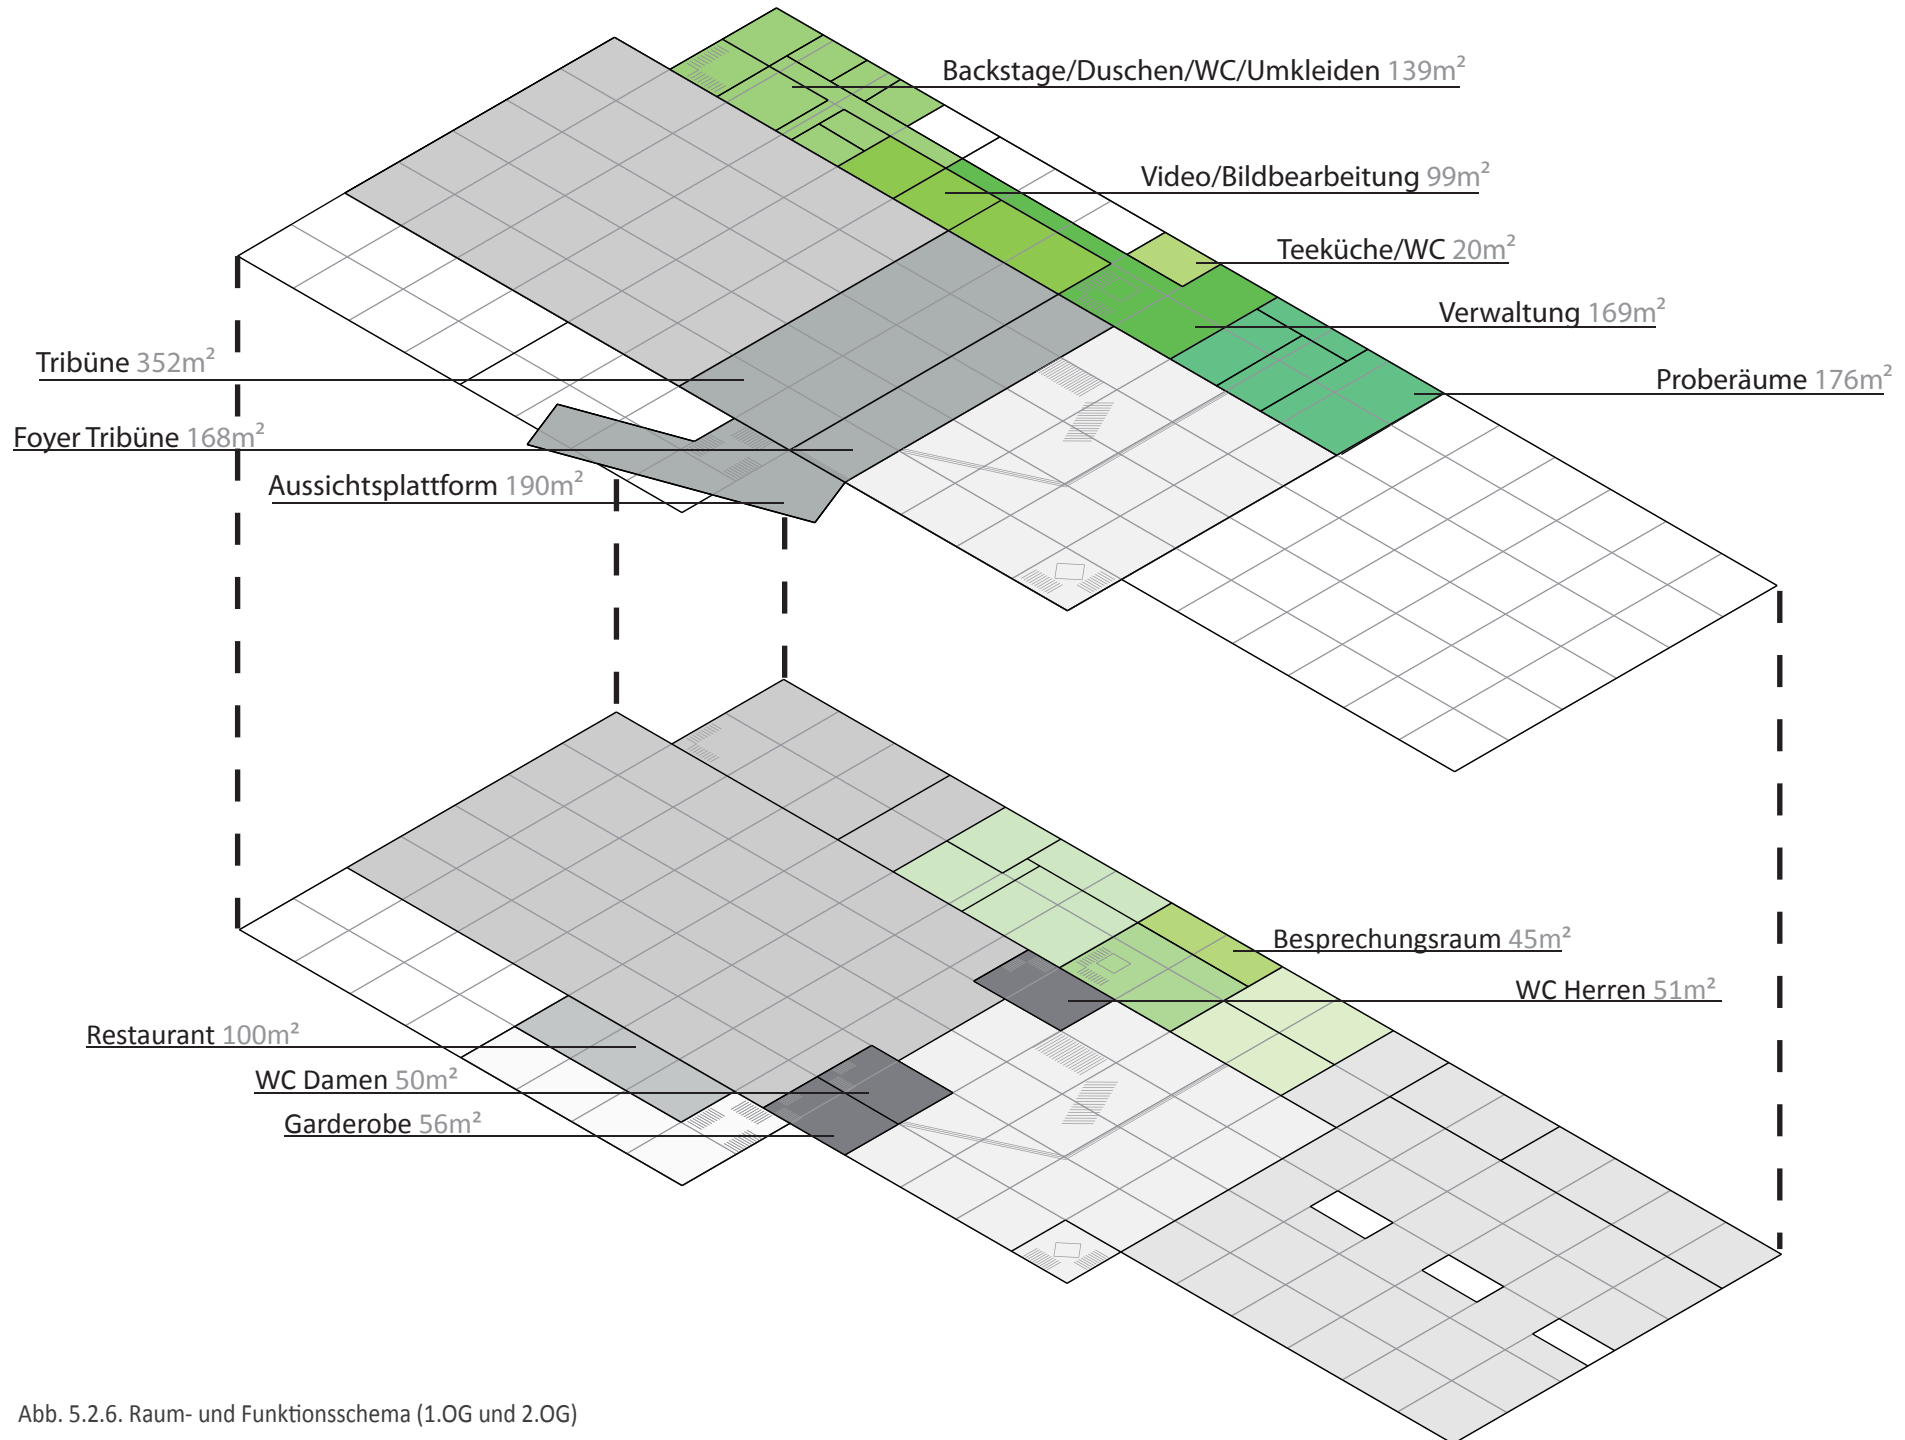 Backstage/Duschen/WC/Umkleiden 139m²
Video/Bildbearbeitung 99m²
Teeküche/WC 20m²
Verwaltung 169m²
Tribüne 352m²
Proberäume 176m²
Foyer Tribüne 168m²
Aussichtsplattform 190m²
Besprechungsraum 45m²
WC Herren 51m²
Restaurant 100m²
WC Damen 50m²
Garderobe 56m²
Abb. 5.2.6. Raum- und Funktionsschema (1.OG und 2.OG)